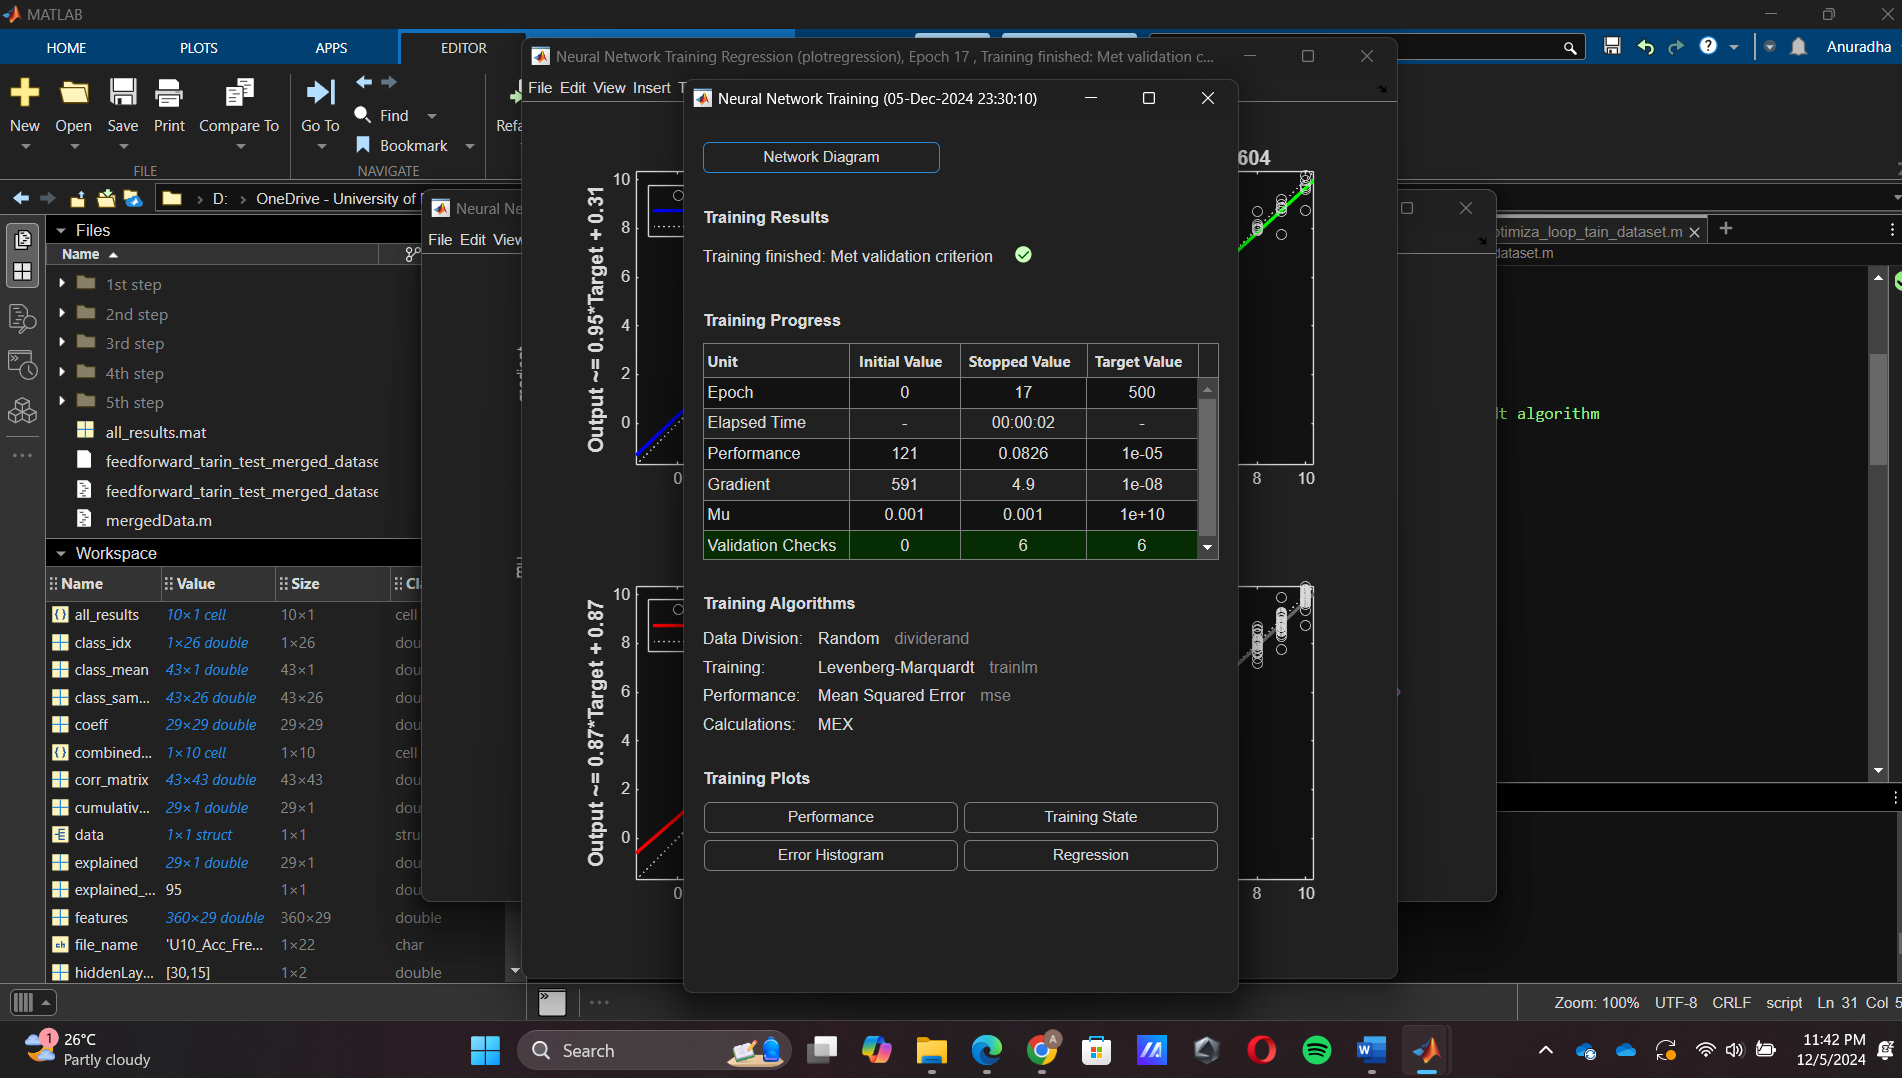 MATLAB
HOME PLOTS APPS EDITOR
Anuradha
New Open Save Print Compare To Go To Find Bookmark
FILE NAVIGATE
D: OneDrive - University of
Files
Name
1st step
2nd step
3rd step
4th step
5th step
all_results.mat
feedforward_tarin_test_merged_datase
feedforward_tarin_test_merged_datase
mergedData.m
Workspace
Name Value Size
all_results 10×1 cell 10×1 cell
class_idx 1×26 double 1×26 dou
class_mean 43×1 double 43×1 dou
class_sam... 43×26 double 43×26 dou
coeff 29×29 double 29×29 dou
combined... 1×10 cell 1×10 cell
corr_matrix 43×43 double 43×43 dou
cumulativ... 29×1 double 29×1 dou
data 1×1 struct 1×1 stru
explained 29×1 double 29×1 dou
explained_... 95 1×1 dou
features 360×29 double 360×29 double
file_name 'U10_Acc_Fre... 1×22 char
hiddenLay... [30,15] 1×2 double
Neural Ne
File Edit View
Neural Network Training Regression (plotregression), Epoch 17 , Training finished: Met validation c...
File Edit View Insert T
604
Output ~= 0.95*Target + 0.31
10
8
6
4
2
0
0 8 10
Output ~= 0.87*Target + 0.87
10
8
6
4
2
0
0 8 10
Neural Network Training (05-Dec-2024 23:30:10)
Network Diagram
Training Results
Training finished: Met validation criterion
Training Progress
Unit Initial Value Stopped Value Target Value
Epoch 0 17 500
Elapsed Time - 00:00:02 -
Performance 121 0.0826 1e-05
Gradient 591 4.9 1e-08
Mu 0.001 0.001 1e+10
Validation Checks 0 6 6
Training Algorithms
Data Division: Random dividerand
Training: Levenberg-Marquardt trainlm
Performance: Mean Squared Error mse
Calculations: MEX
Training Plots
Performance Training State
Error Histogram Regression
timiza_loop_tain_dataset.m
dataset.m
lt algorithm
Zoom: 100% UTF-8 CRLF script Ln 31 Col 5
1 26°C
Partly cloudy
Search
11:42 PM
12/5/2024